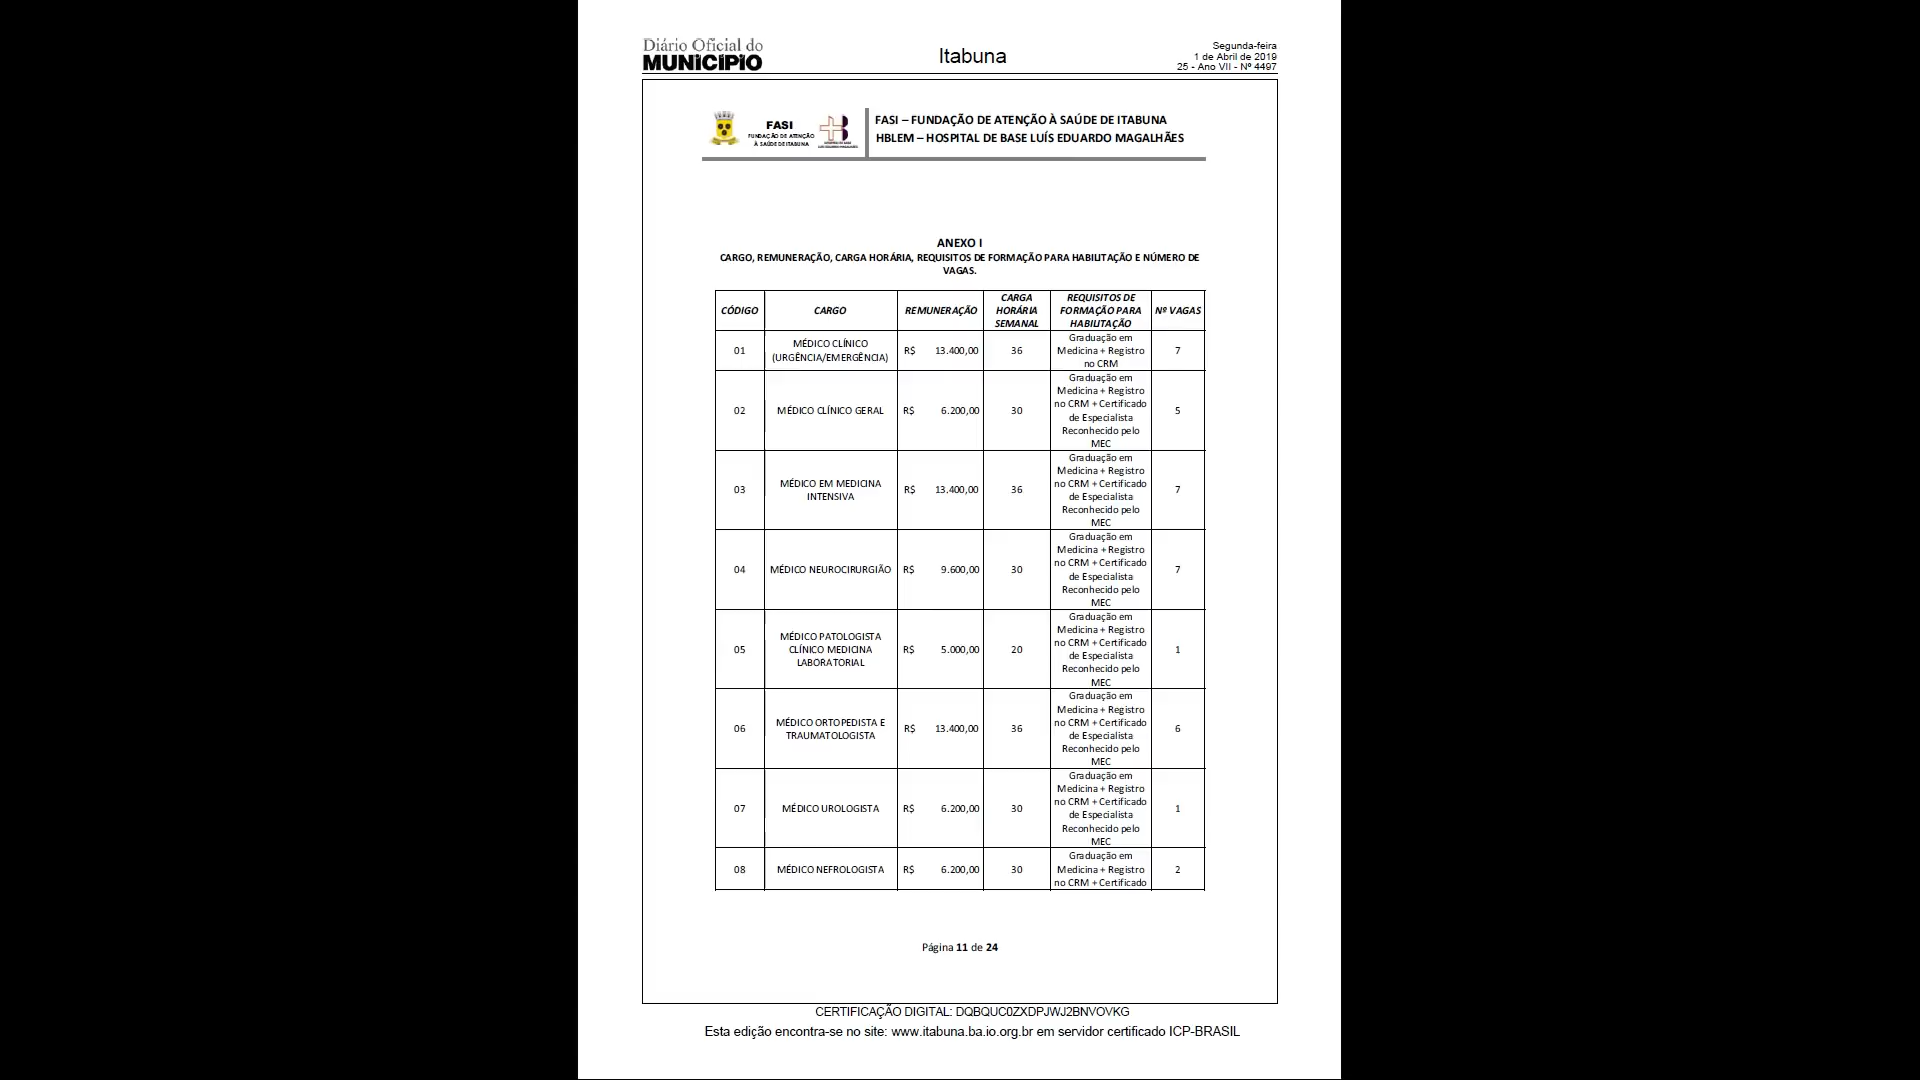 Diário Oficial do
MUNICÍPIO
Itabuna
Segunda-feira
1 de Abril de 2019
25 - Ano VII - Nº 4497
FASI
FUNDAÇÃO DE ATENÇÃO
À SAÚDE DE ITABUNA
FASI – FUNDAÇÃO DE ATENÇÃO À SAÚDE DE ITABUNA
HBLEM – HOSPITAL DE BASE LUÍS EDUARDO MAGALHÃES
ANEXO I
CARGO, REMUNERAÇÃO, CARGA HORÁRIA, REQUISITOS DE FORMAÇÃO PARA HABILITAÇÃO E NÚMERO DE
VAGAS.
CÓDIGO
CARGO
REMUNERAÇÃO
CARGA
HORÁRIA
SEMANAL
REQUISITOS DE
FORMAÇÃO PARA
HABILITAÇÃO
Nº VAGAS
01
MÉDICO CLÍNICO
(URGÊNCIA/EMERGÊNCIA)
R$ 13.400,00
36
Graduação em
Medicina + Registro
no CRM
7
02
MÉDICO CLÍNICO GERAL
R$ 6.200,00
30
Graduação em
Medicina + Registro
no CRM + Certificado
de Especialista
Reconhecido pelo
MEC
5
03
MÉDICO EM MEDICINA
INTENSIVA
R$ 13.400,00
36
Graduação em
Medicina + Registro
no CRM + Certificado
de Especialista
Reconhecido pelo
MEC
7
04
MÉDICO NEUROCIRURGIÃO
R$ 9.600,00
30
Graduação em
Medicina + Registro
no CRM + Certificado
de Especialista
Reconhecido pelo
MEC
7
05
MÉDICO PATOLOGISTA
CLÍNICO MEDICINA
LABORATORIAL
R$ 5.000,00
20
Graduação em
Medicina + Registro
no CRM + Certificado
de Especialista
Reconhecido pelo
MEC
1
06
MÉDICO ORTOPEDISTA E
TRAUMATOLOGISTA
R$ 13.400,00
36
Graduação em
Medicina + Registro
no CRM + Certificado
de Especialista
Reconhecido pelo
MEC
6
07
MÉDICO UROLOGISTA
R$ 6.200,00
30
Graduação em
Medicina + Registro
no CRM + Certificado
de Especialista
Reconhecido pelo
MEC
1
08
MÉDICO NEFROLOGISTA
R$ 6.200,00
30
Graduação em
Medicina + Registro
no CRM + Certificado
2
Página 11 de 24
CERTIFICAÇÃO DIGITAL: DQBQUC0ZXDPJWJ2BNVOVKG
Esta edição encontra-se no site: www.itabuna.ba.io.org.br em servidor certificado ICP-BRASIL